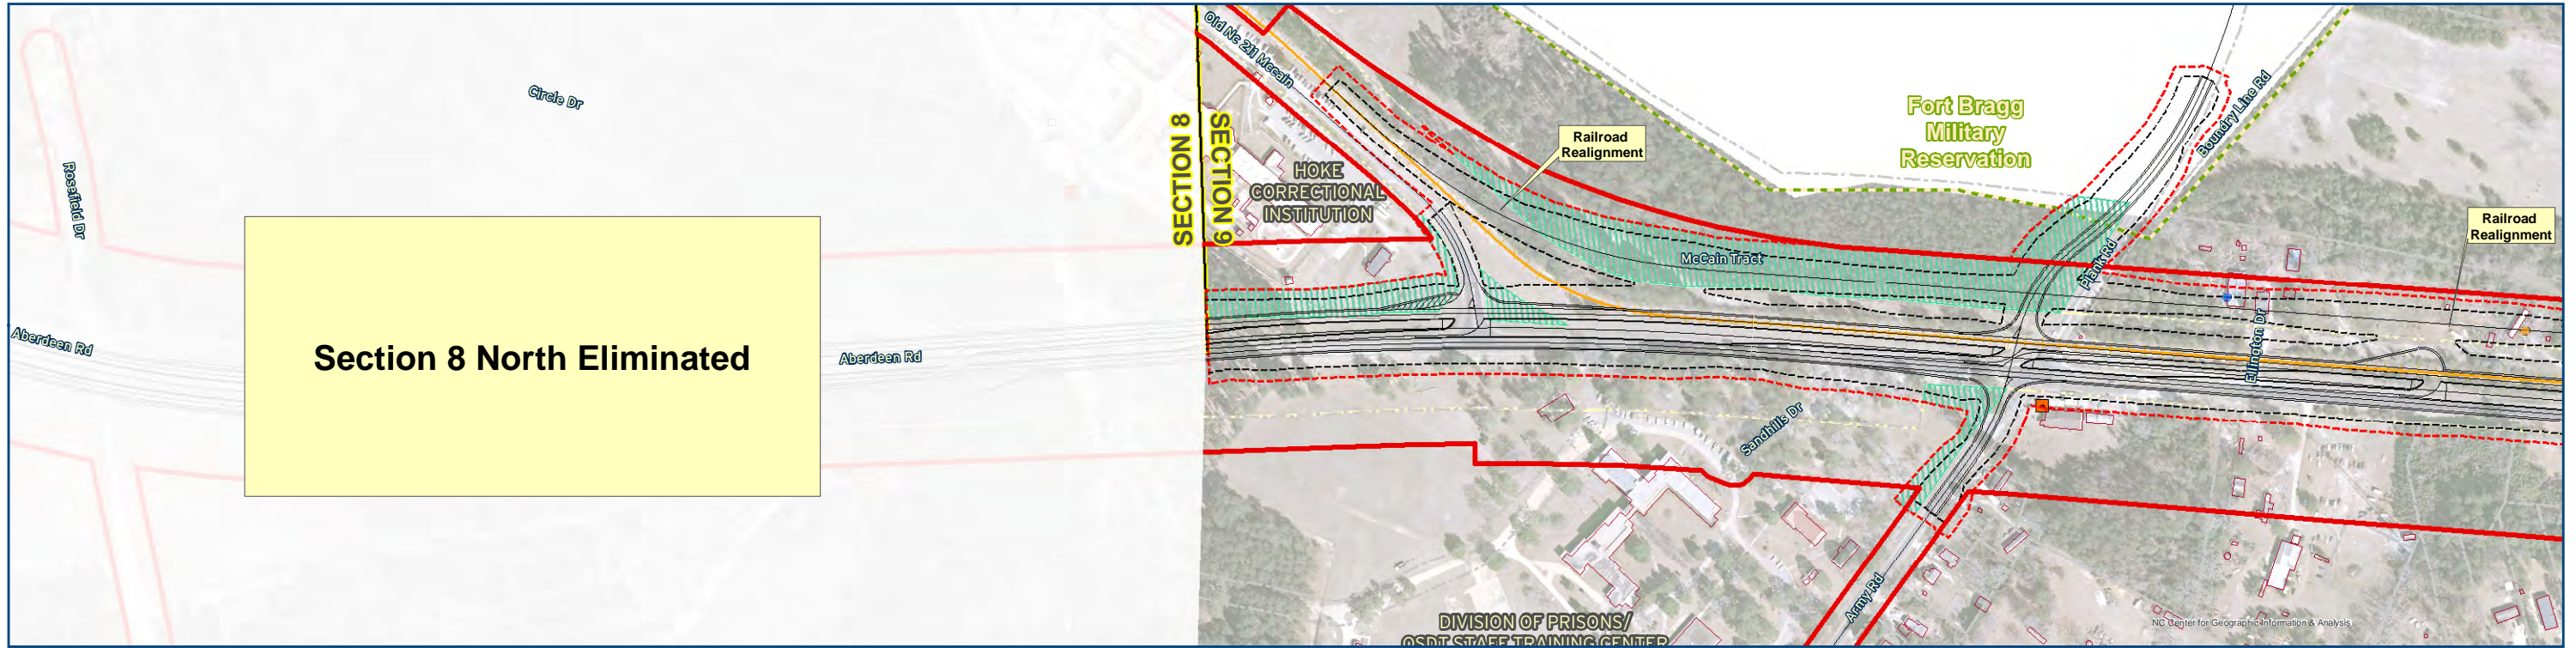 Circle Dr
Rosefield Dr
Aberdeen Rd
Section 8 North Eliminated
Aberdeen Rd
SECTION 8
SECTION 9
Old Nc 211 Mccain
HOKE
CORRECTIONAL
INSTITUTION
Railroad
Realignment
McCain Tract
Fort Bragg
Military
Reservation
Boundry Line Rd
Plank Rd
Railroad
Realignment
Ellington Dr
Sandhills Dr
Army Rd
DIVISION OF PRISONS/
OSDT STAFF TRAINING CENTER
NC Center for Geographic Information & Analysis